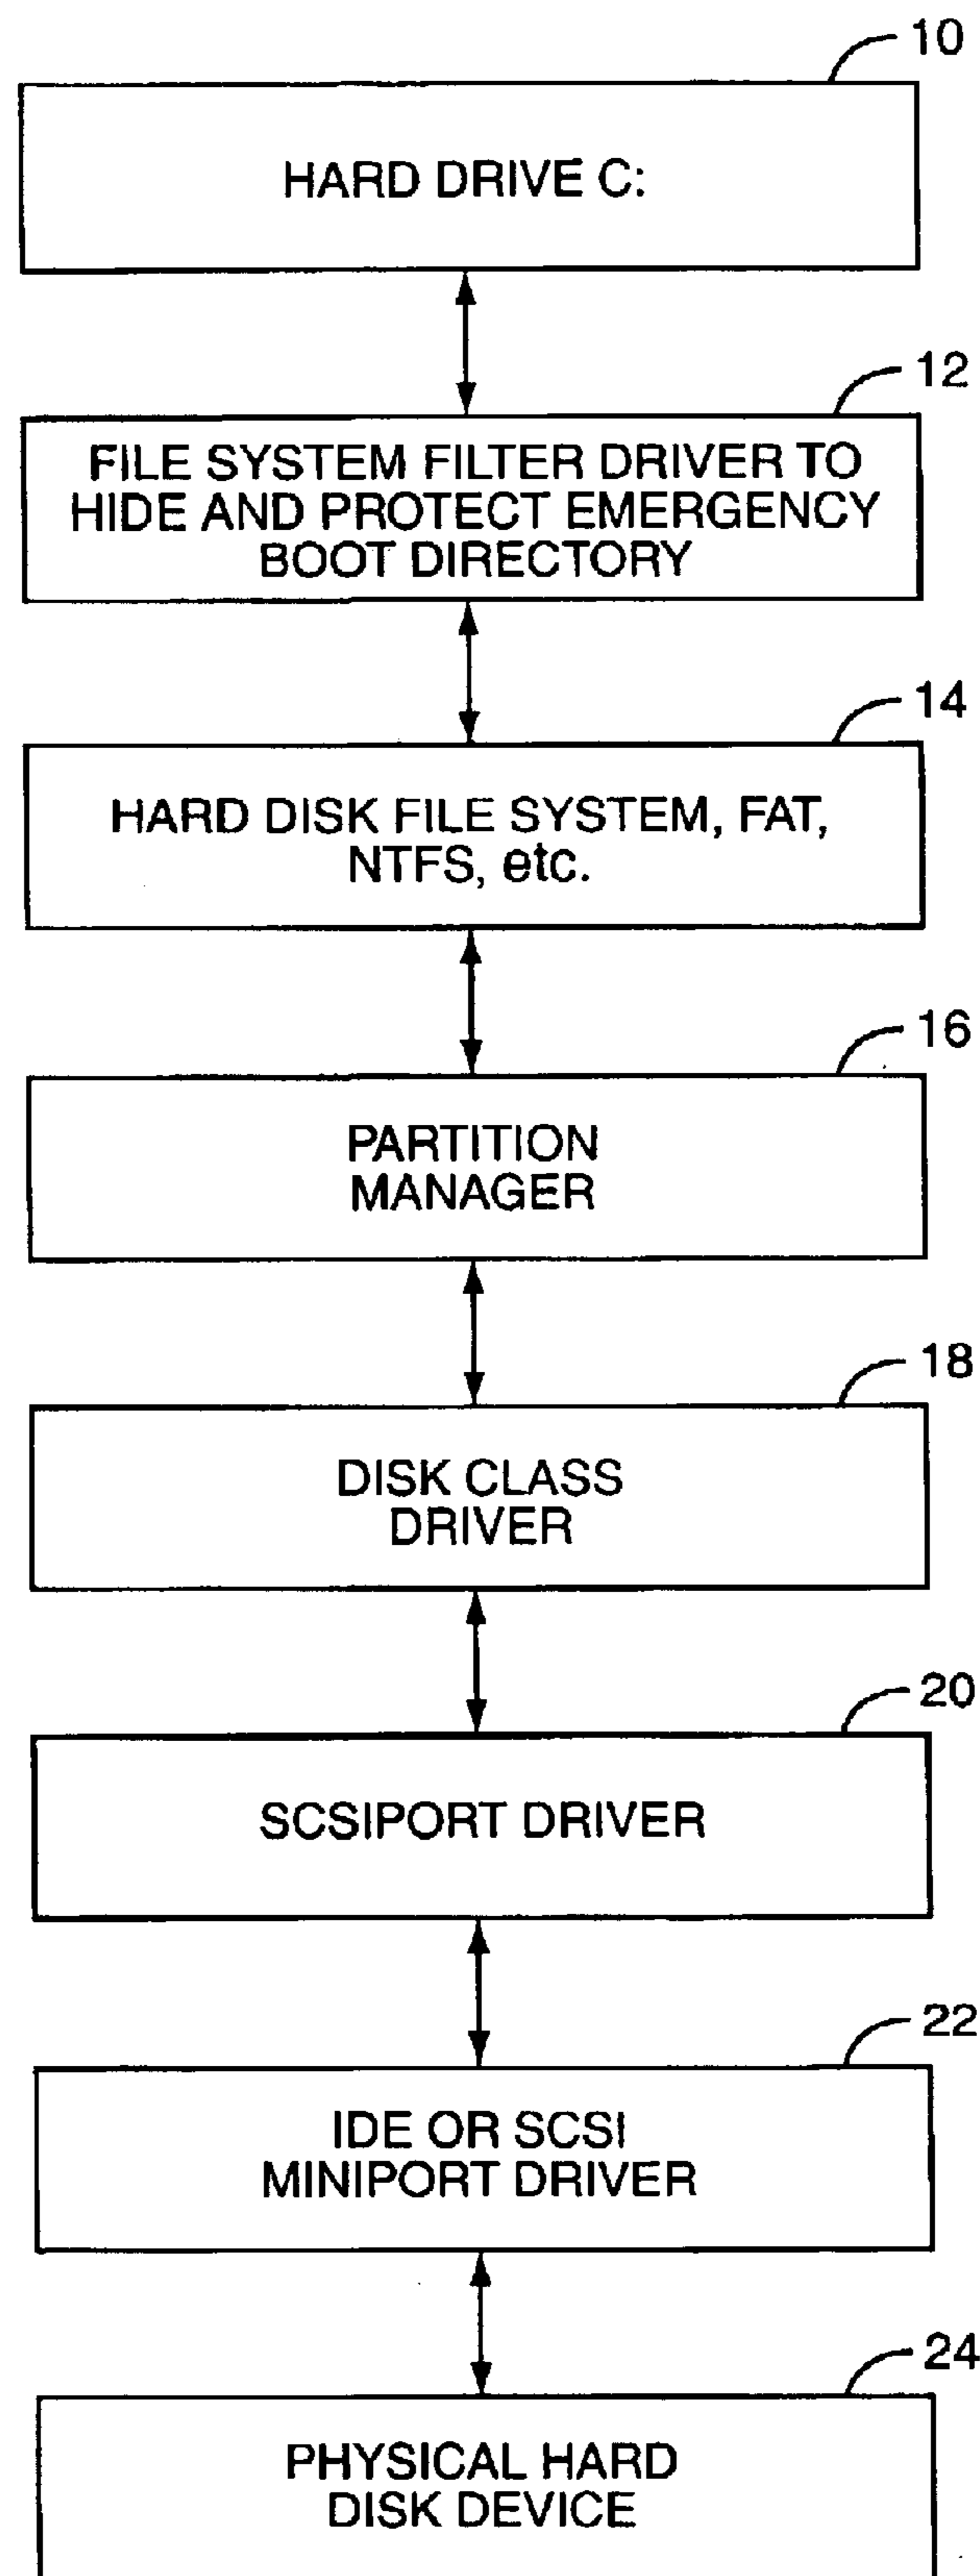 10
HARD DRIVE C:
12
FILE SYSTEM FILTER DRIVER TO
HIDE AND PROTECT EMERGENCY
BOOT DIRECTORY
14
HARD DISK FILE SYSTEM, FAT,
NTFS, etc.
16
PARTITION
MANAGER
18
DISK CLASS
DRIVER
20
SCSIPORT DRIVER
22
IDE OR SCSI
MINIPORT DRIVER
24
PHYSICAL HARD
DISK DEVICE